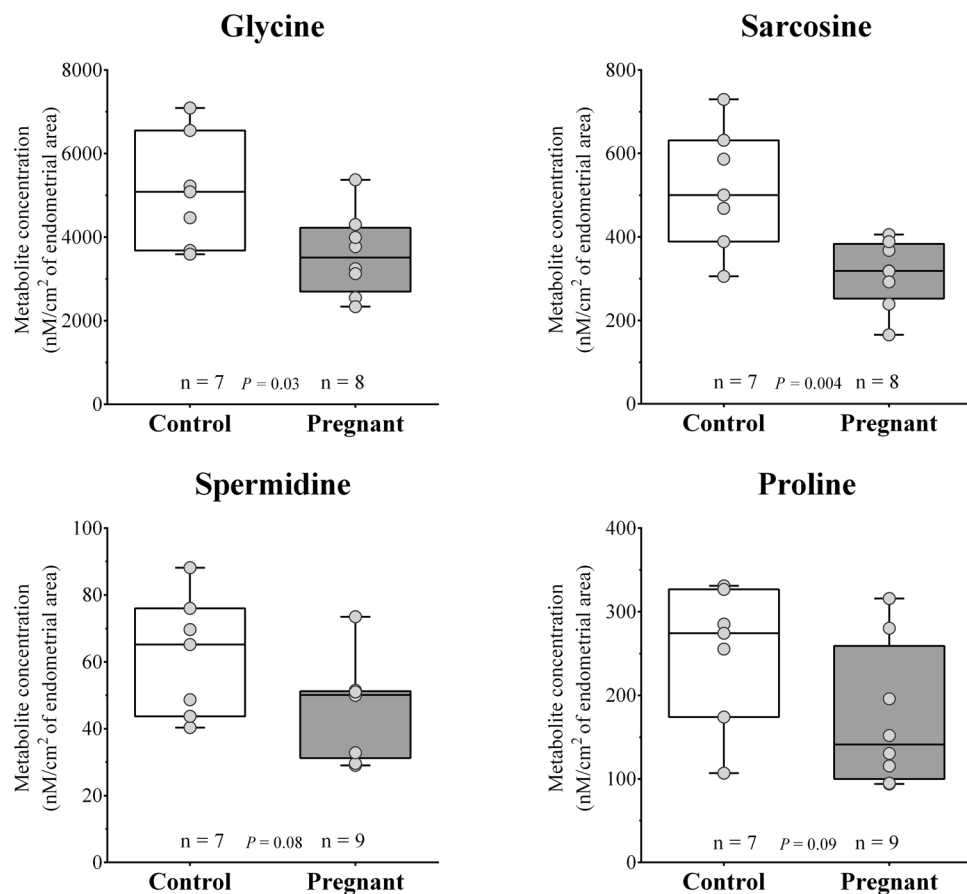 Glycine
Metabolite concentration
(nM/cm² of endometrial area)
8000
6000
4000
2000
0
n = 7 P = 0.03 n = 8
Control Pregnant
Sarcosine
Metabolite concentration
(nM/cm² of endometrial area)
800
600
400
200
0
n = 7 P = 0.004 n = 8
Control Pregnant
Spermidine
Metabolite concentration
(nM/cm² of endometrial area)
100
80
60
40
20
0
n = 7 P = 0.08 n = 9
Control Pregnant
Proline
Metabolite concentration
(nM/cm² of endometrial area)
400
300
200
100
0
n = 7 P = 0.09 n = 9
Control Pregnant